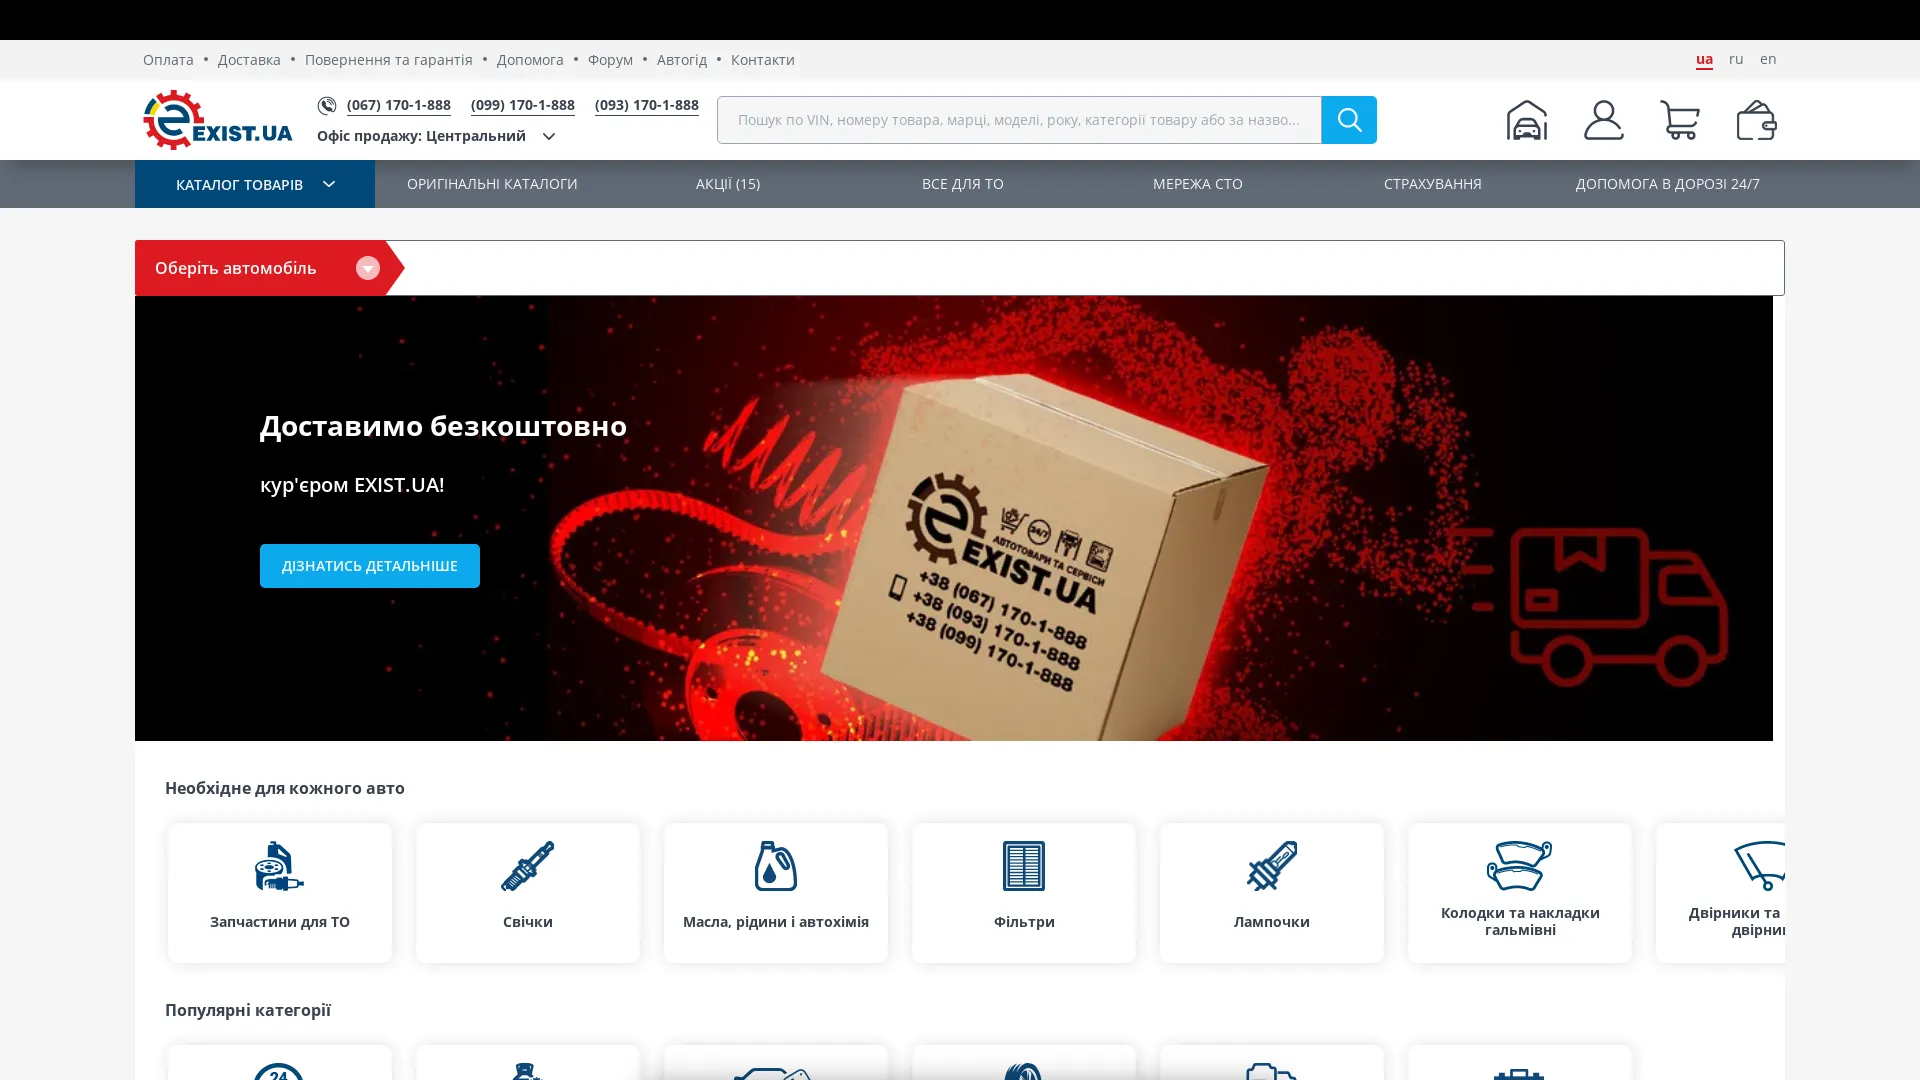 Оплата • Доставка • Повернення та гарантія • Допомога • Форум • Автогід • Контакти
ua ru en
EXIST.UA
(067) 170-1-888 (099) 170-1-888 (093) 170-1-888
Офіс продажу: Центральний
Пошук по VIN, номеру товара, марці, моделі, року, категорії товару або за назво...
КАТАЛОГ ТОВАРІВ
ОРИГІНАЛЬНІ КАТАЛОГИ
АКЦІЇ (15)
ВСЕ ДЛЯ ТО
МЕРЕЖА СТО
СТРАХУВАННЯ
ДОПОМОГА В ДОРОЗІ 24/7
Оберіть автомобіль
Доставимо безкоштовно
кур'єром EXIST.UA!
ДІЗНАТИСЬ ДЕТАЛЬНІШЕ
24/7
АВТОТОВАРИ ТА СЕРВІСИ
EXIST.UA
+38 (067) 170-1-888
+38 (093) 170-1-888
+38 (099) 170-1-888
Необхідне для кожного авто
Запчастини для ТО
Свічки
Масла, рідини і автохімія
Фільтри
Лампочки
Колодки та накладки
гальмівні
Двірники та
двірни
Популярні категорії
24